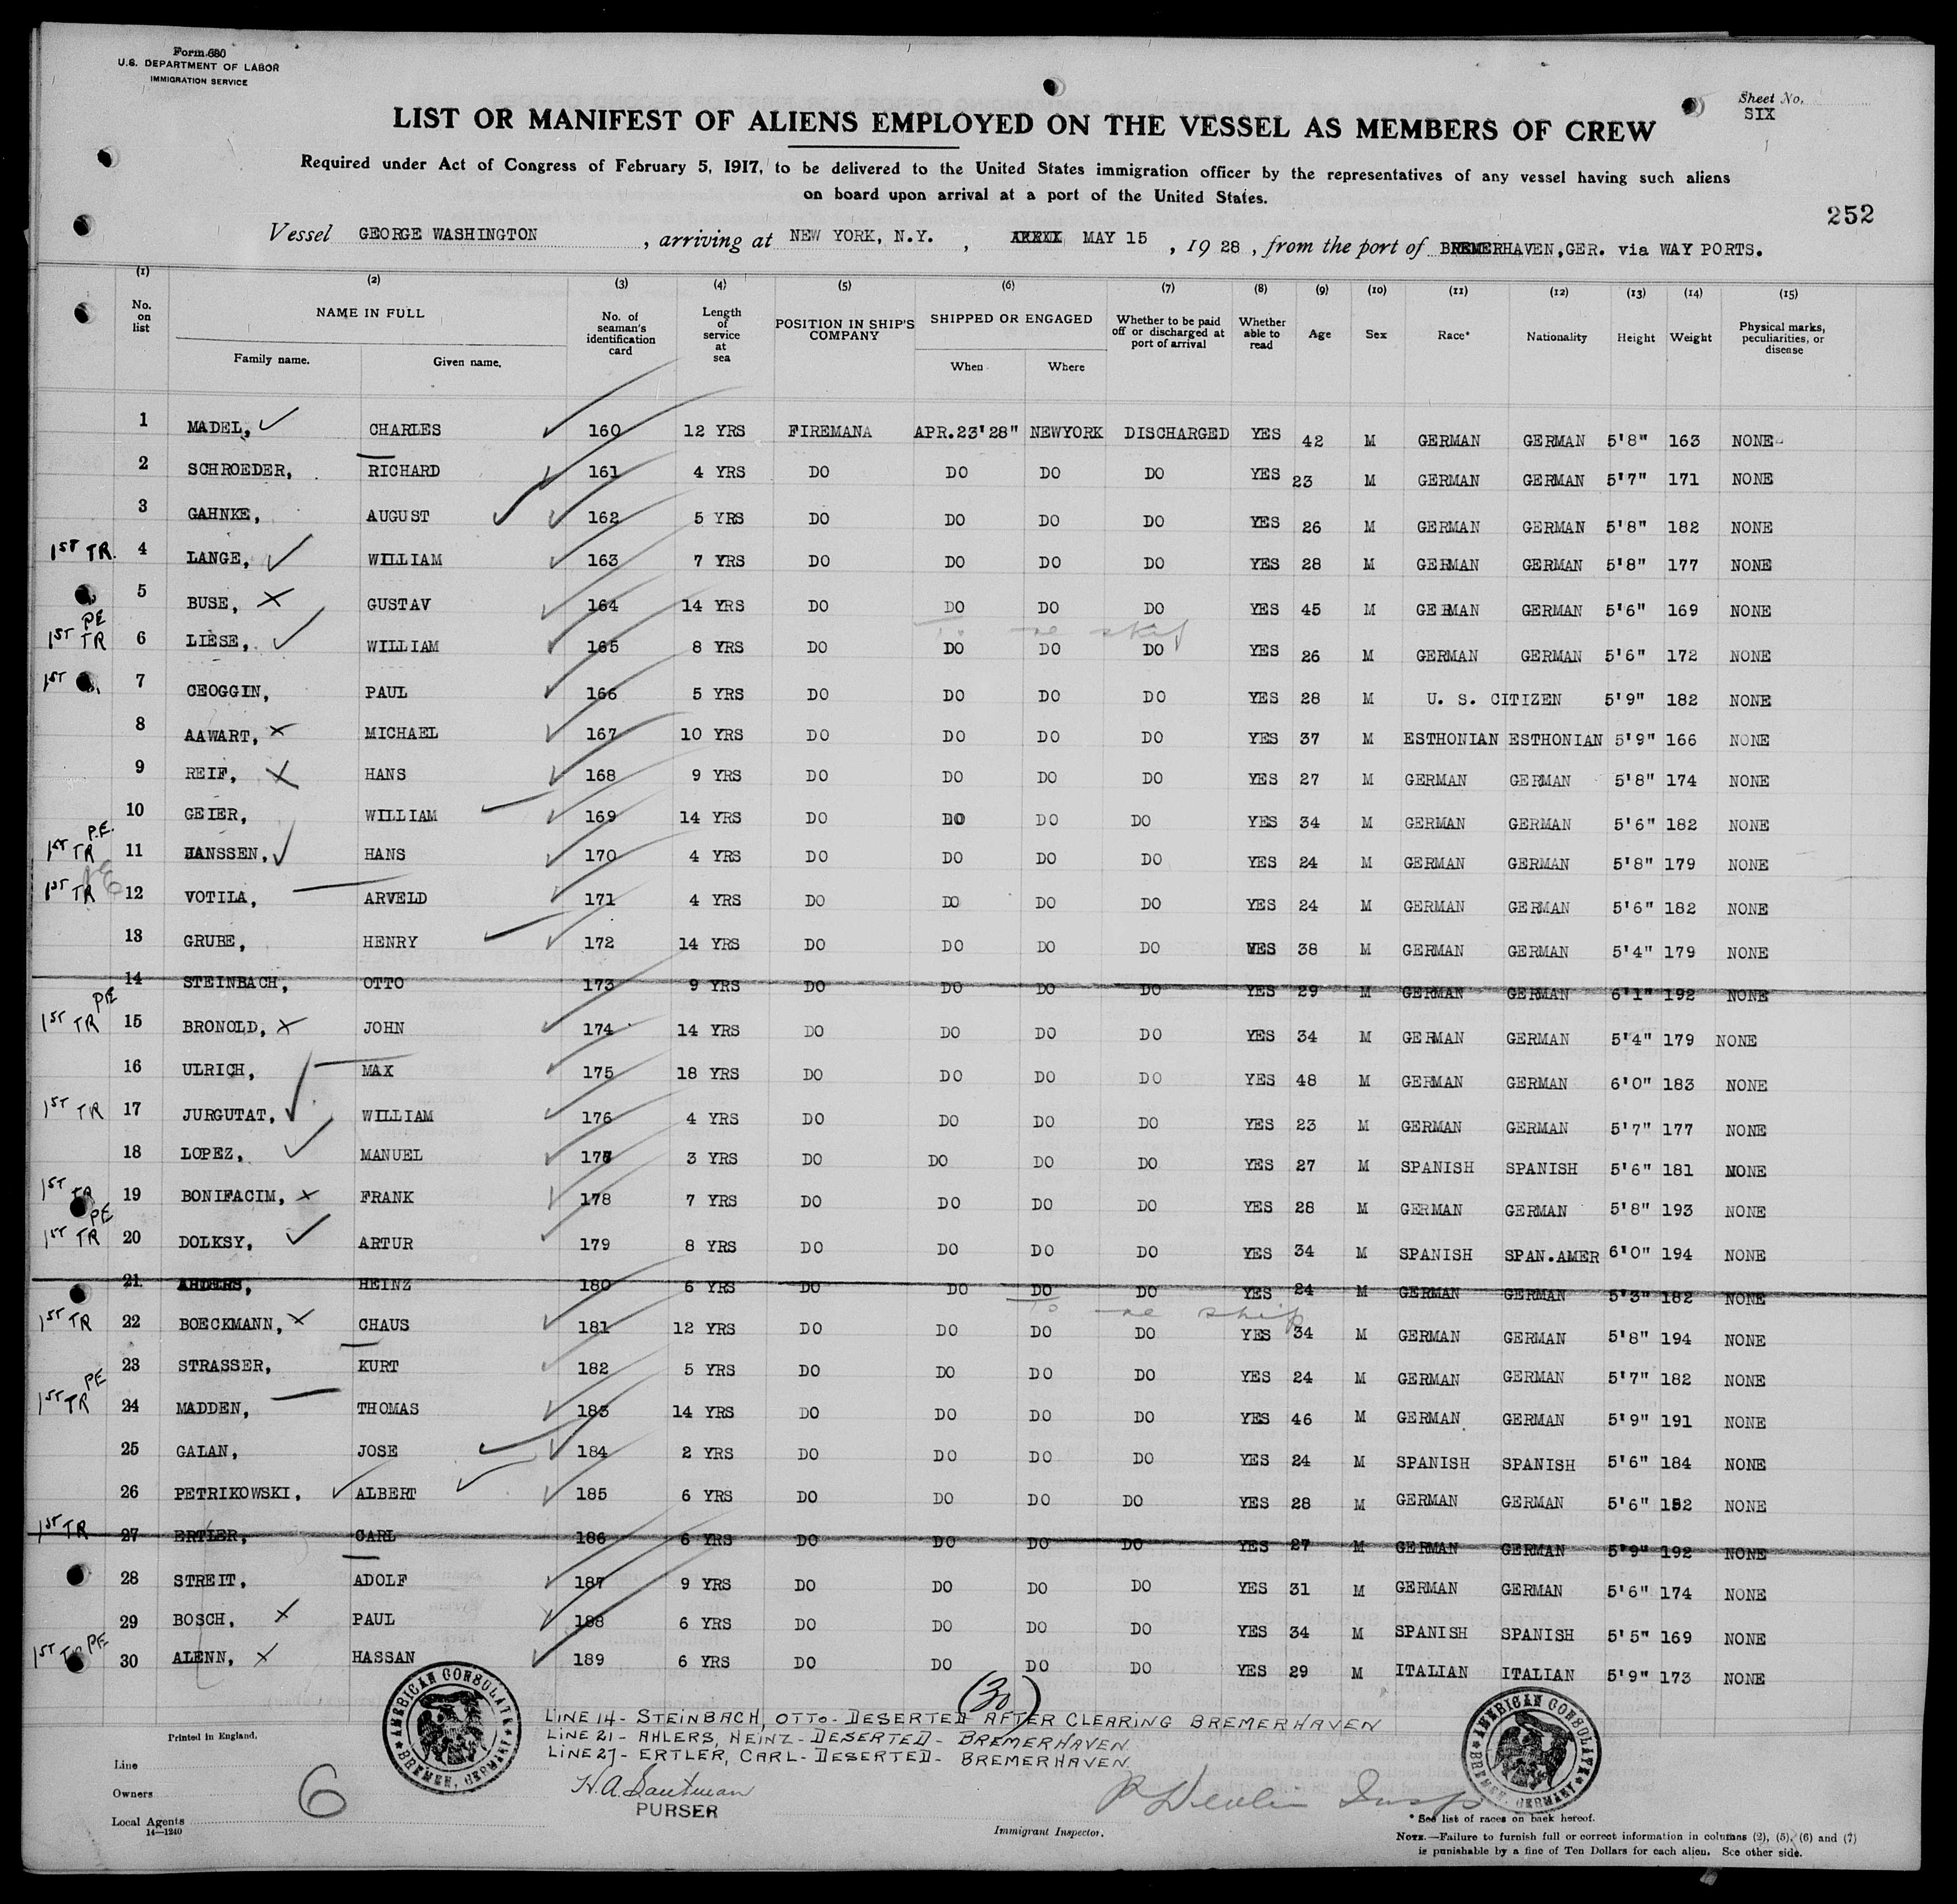 Form 680
U.S. DEPARTMENT OF LABOR
IMMIGRATION SERVICE
Sheet No.
SIX
LIST OR MANIFEST OF ALIENS EMPLOYED ON THE VESSEL AS MEMBERS OF CREW
Required under Act of Congress of February 5, 1917, to be delivered to the United States immigration officer by the representatives of any vessel having such aliens
on board upon arrival at a port of the United States.
252
Vessel GEORGE WASHINGTON , arriving at NEW YORK, N.Y. , MAY 15 , 19 28 , from the port of BREMERHAVEN,GER. via WAY PORTS.
(1) (2) (3) (4) (5) (6) (7) (8) (9) (10) (11) (12) (13) (14) (15)
No. on list NAME IN FULL Family name. Given name. No. of seaman's identification card Length of service at sea POSITION IN SHIP'S COMPANY SHIPPED OR ENGAGED When Where Whether to be paid off or discharged at port of arrival Whether able to read Age Sex Race* Nationality Height Weight Physical marks, peculiarities, or disease
1 MADEL, CHARLES 160 12 YRS FIREMANA APR.23'28" NEWYORK DISCHARGED YES 42 M GERMAN GERMAN 5'8" 163 NONE
2 SCHROEDER, RICHARD 161 4 YRS DO DO DO DO YES 23 M GERMAN GERMAN 5'7" 171 NONE
3 GAHNKE, AUGUST 162 5 YRS DO DO DO DO YES 26 M GERMAN GERMAN 5'8" 182 NONE
1ST TR. 4 LANGE, WILLIAM 163 7 YRS DO DO DO DO YES 28 M GERMAN GERMAN 5'8" 177 NONE
5 BUSE, GUSTAV 164 14 YRS DO DO DO DO YES 45 M GERMAN GERMAN 5'6" 169 NONE
1ST TR PE 6 LIESE, WILLIAM 165 8 YRS DO DO DO DO YES 26 M GERMAN GERMAN 5'6" 172 NONE
1ST 7 CEOGGIN, PAUL 166 5 YRS DO DO DO DO YES 28 M U. S. CITIZEN 5'9" 182 NONE
8 AAWART, MICHAEL 167 10 YRS DO DO DO DO YES 37 M ESTHONIAN ESTHONIAN 5'9" 166 NONE
9 REIF, HANS 168 9 YRS DO DO DO DO YES 27 M GERMAN GERMAN 5'8" 174 NONE
10 GEIER, WILLIAM 169 14 YRS DO DO DO DO YES 34 M GERMAN GERMAN 5'6" 182 NONE
1ST TR P.E. 11 JANSSEN, HANS 170 4 YRS DO DO DO DO YES 24 M GERMAN GERMAN 5'8" 179 NONE
1ST TR PE 12 VOTILA, ARVELD 171 4 YRS DO DO DO DO YES 24 M GERMAN GERMAN 5'6" 182 NONE
13 GRUBE, HENRY 172 14 YRS DO DO DO DO YES 38 M GERMAN GERMAN 5'4" 179 NONE
14 STEINBACH, OTTO 173 9 YRS DO DO DO DO YES 29 M GERMAN GERMAN 6'1" 192 NONE
1ST TR PE 15 BRONOLD, JOHN 174 14 YRS DO DO DO DO YES 34 M GERMAN GERMAN 5'4" 179 NONE
16 ULRICH, MAX 175 18 YRS DO DO DO DO YES 48 M GERMAN GERMAN 6'0" 183 NONE
1ST TR 17 JURGUTAT, WILLIAM 176 4 YRS DO DO DO DO YES 23 M GERMAN GERMAN 5'7" 177 NONE
18 LOPEZ, MANUEL 177 3 YRS DO DO DO DO YES 27 M SPANISH SPANISH 5'6" 181 NONE
1ST TR 19 BONIFACIM, FRANK 178 7 YRS DO DO DO DO YES 28 M GERMAN GERMAN 5'8" 193 NONE
1ST TR PE 20 DOLKSY, ARTUR 179 8 YRS DO DO DO DO YES 34 M SPANISH SPAN.AMER 6'0" 194 NONE
21 AHLERS, HEINZ 180 6 YRS DO DO DO DO YES 24 M GERMAN GERMAN 5'3" 182 NONE
1ST TR 22 BOECKMANN, CHAUS 181 12 YRS DO DO DO DO YES 34 M GERMAN GERMAN 5'8" 194 NONE
23 STRASSER, KURT 182 5 YRS DO DO DO DO YES 24 M GERMAN GERMAN 5'7" 182 NONE
1ST TR PE 24 MADDEN, THOMAS 183 14 YRS DO DO DO DO YES 46 M GERMAN GERMAN 5'9" 191 NONE
25 GALAN, JOSE 184 2 YRS DO DO DO DO YES 24 M SPANISH SPANISH 5'6" 184 NONE
26 PETRIKOWSKI, ALBERT 185 6 YRS DO DO DO DO YES 28 M GERMAN GERMAN 5'6" 152 NONE
1ST TR 27 ERTLER, CARL 186 6 YRS DO DO DO DO YES 27 M GERMAN GERMAN 5'9" 192 NONE
28 STREIT, ADOLF 187 9 YRS DO DO DO DO YES 31 M GERMAN GERMAN 5'6" 174 NONE
29 BOSCH, PAUL 188 6 YRS DO DO DO DO YES 34 M SPANISH SPANISH 5'5" 169 NONE
1ST TR PE 30 ALENN, HASSAN 189 6 YRS DO DO DO DO YES 29 M ITALIAN ITALIAN 5'9" 173 NONE
(30)
AMERICAN CONSULATE BREMEN, GERMANY
AMERICAN CONSULATE BREMEN, GERMANY
LINE 14- STEINBACH, OTTO- DESERTED AFTER CLEARING BREMERHAVEN
LINE 21- AHLERS, HEINZ- DESERTED- BREMERHAVEN
LINE 27- ERTLER, CARL- DESERTED- BREMERHAVEN
Printed in England.
Line
Owners
Local Agents
14—1240
6
H.A.
PURSER
Immigrant Inspector.
* See list of races on back hereof.
NOTE.—Failure to furnish full or correct information in columns (2), (5), (6) and (7)
is punishable by a fine of Ten Dollars for each alien. See other side.